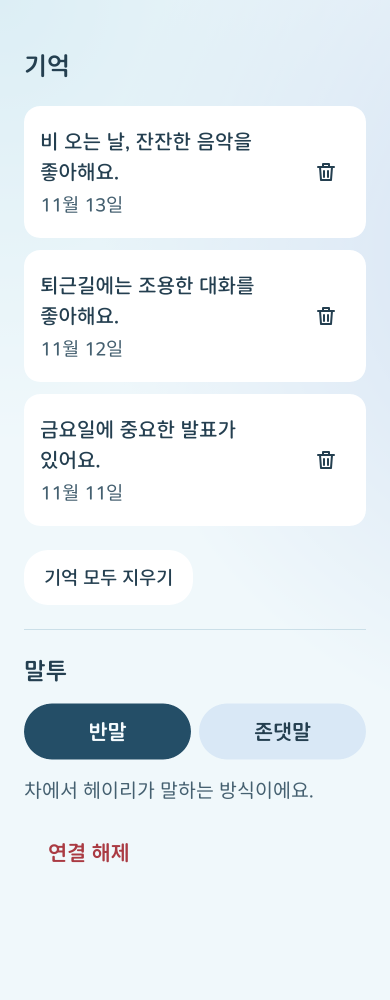 기억
비 오는 날, 잔잔한 음악을
좋아해요.
11월 13일
퇴근길에는 조용한 대화를
좋아해요.
11월 12일
금요일에 중요한 발표가
있어요.
11월 11일
기억 모두 지우기
말투
반말
존댓말
차에서 헤이리가 말하는 방식이에요.
연결 해제